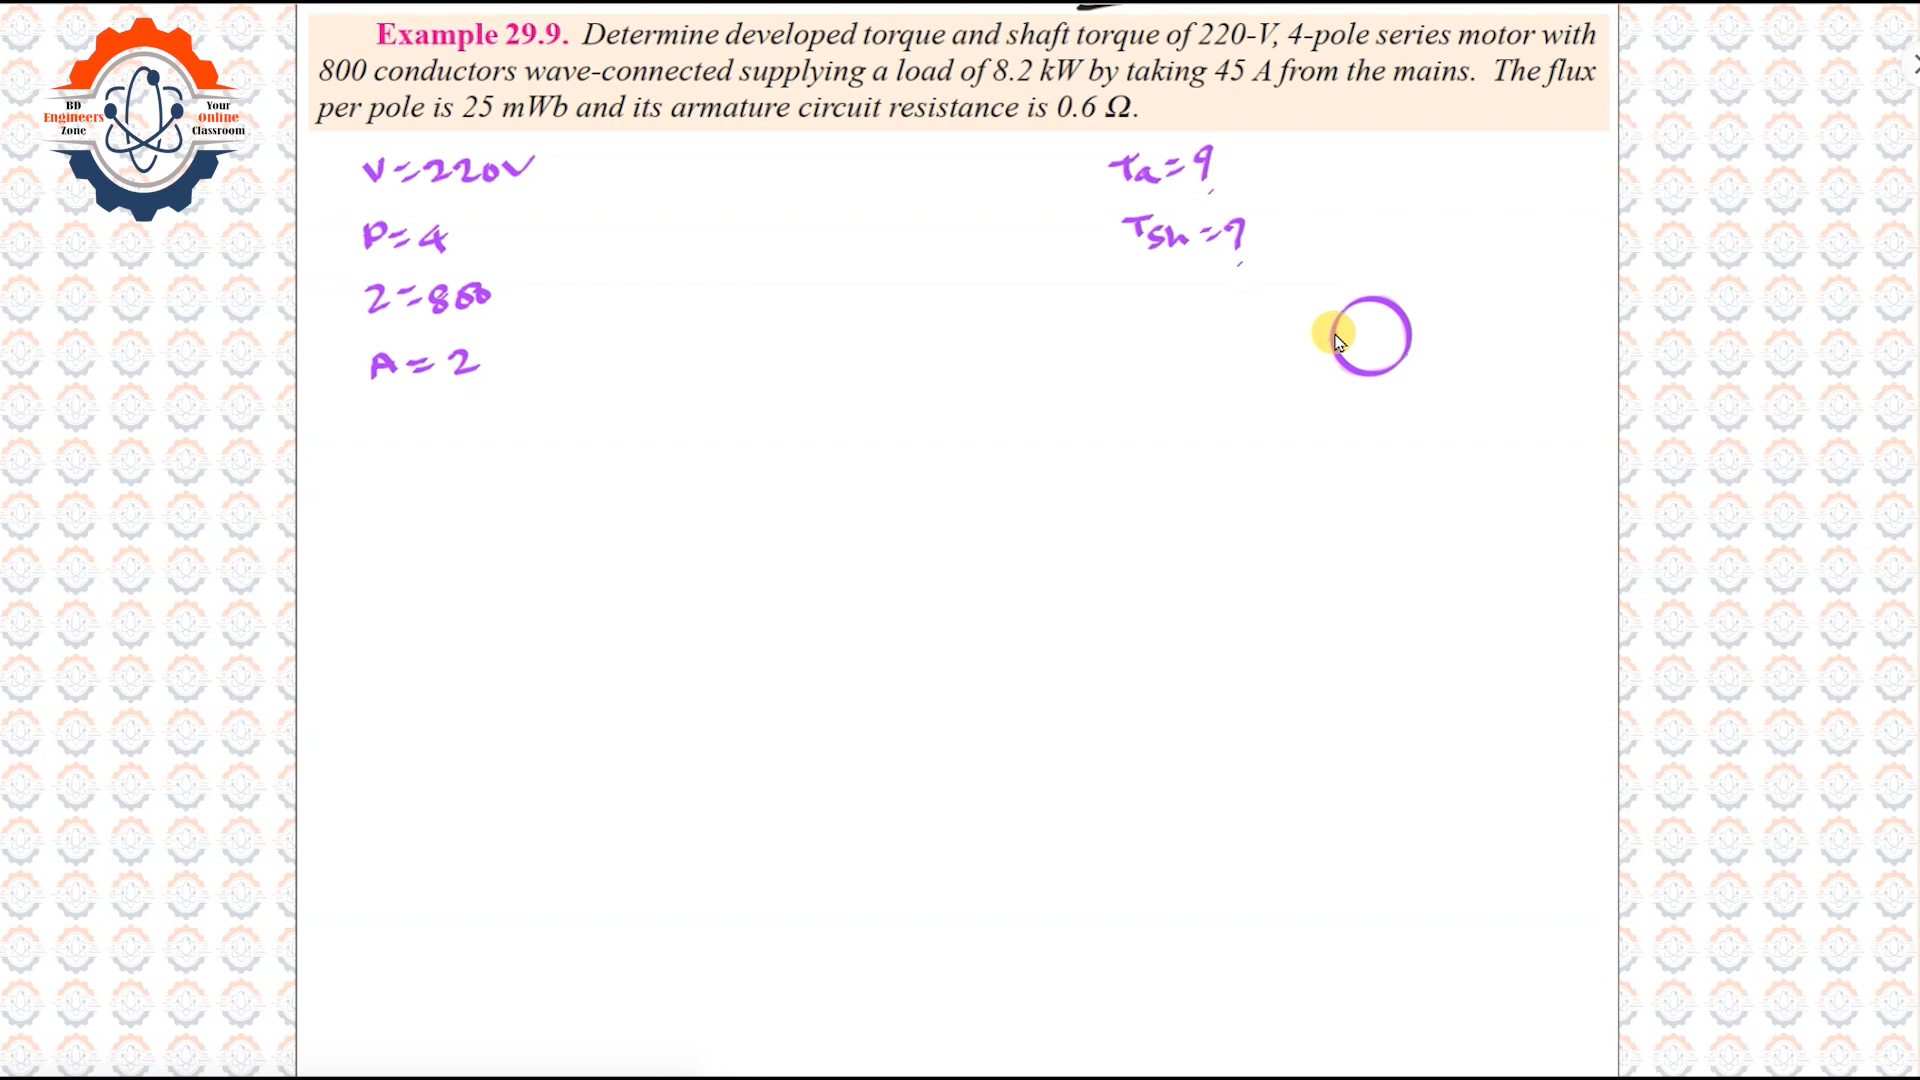 BD Engineers Zone
Your Online Classroom
Example 29.9. Determine developed torque and shaft torque of 220-V, 4-pole series motor with
800 conductors wave-connected supplying a load of 8.2 kW by taking 45 A from the mains. The flux
per pole is 25 mWb and its armature circuit resistance is 0.6 Ω.
V=220V
P=4
Z=800
A=2
Ta=?
Tsh=?